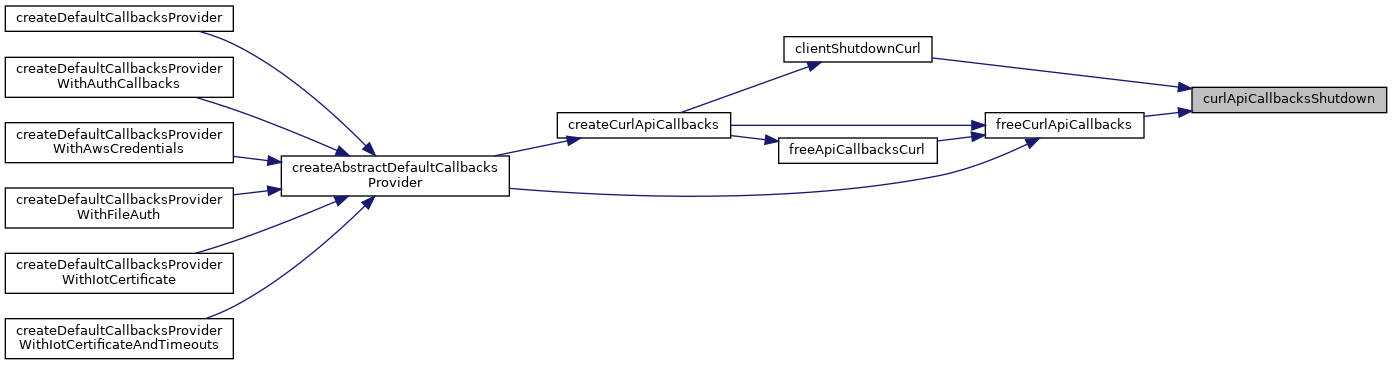 createDefaultCallbacksProvider
createDefaultCallbacksProvider
WithAuthCallbacks
createDefaultCallbacksProvider
WithAwsCredentials
createDefaultCallbacksProvider
WithFileAuth
createDefaultCallbacksProvider
WithIotCertificate
createDefaultCallbacksProvider
WithIotCertificateAndTimeouts
createAbstractDefaultCallbacks
Provider
createCurlApiCallbacks
clientShutdownCurl
freeApiCallbacksCurl
freeCurlApiCallbacks
curlApiCallbacksShutdown